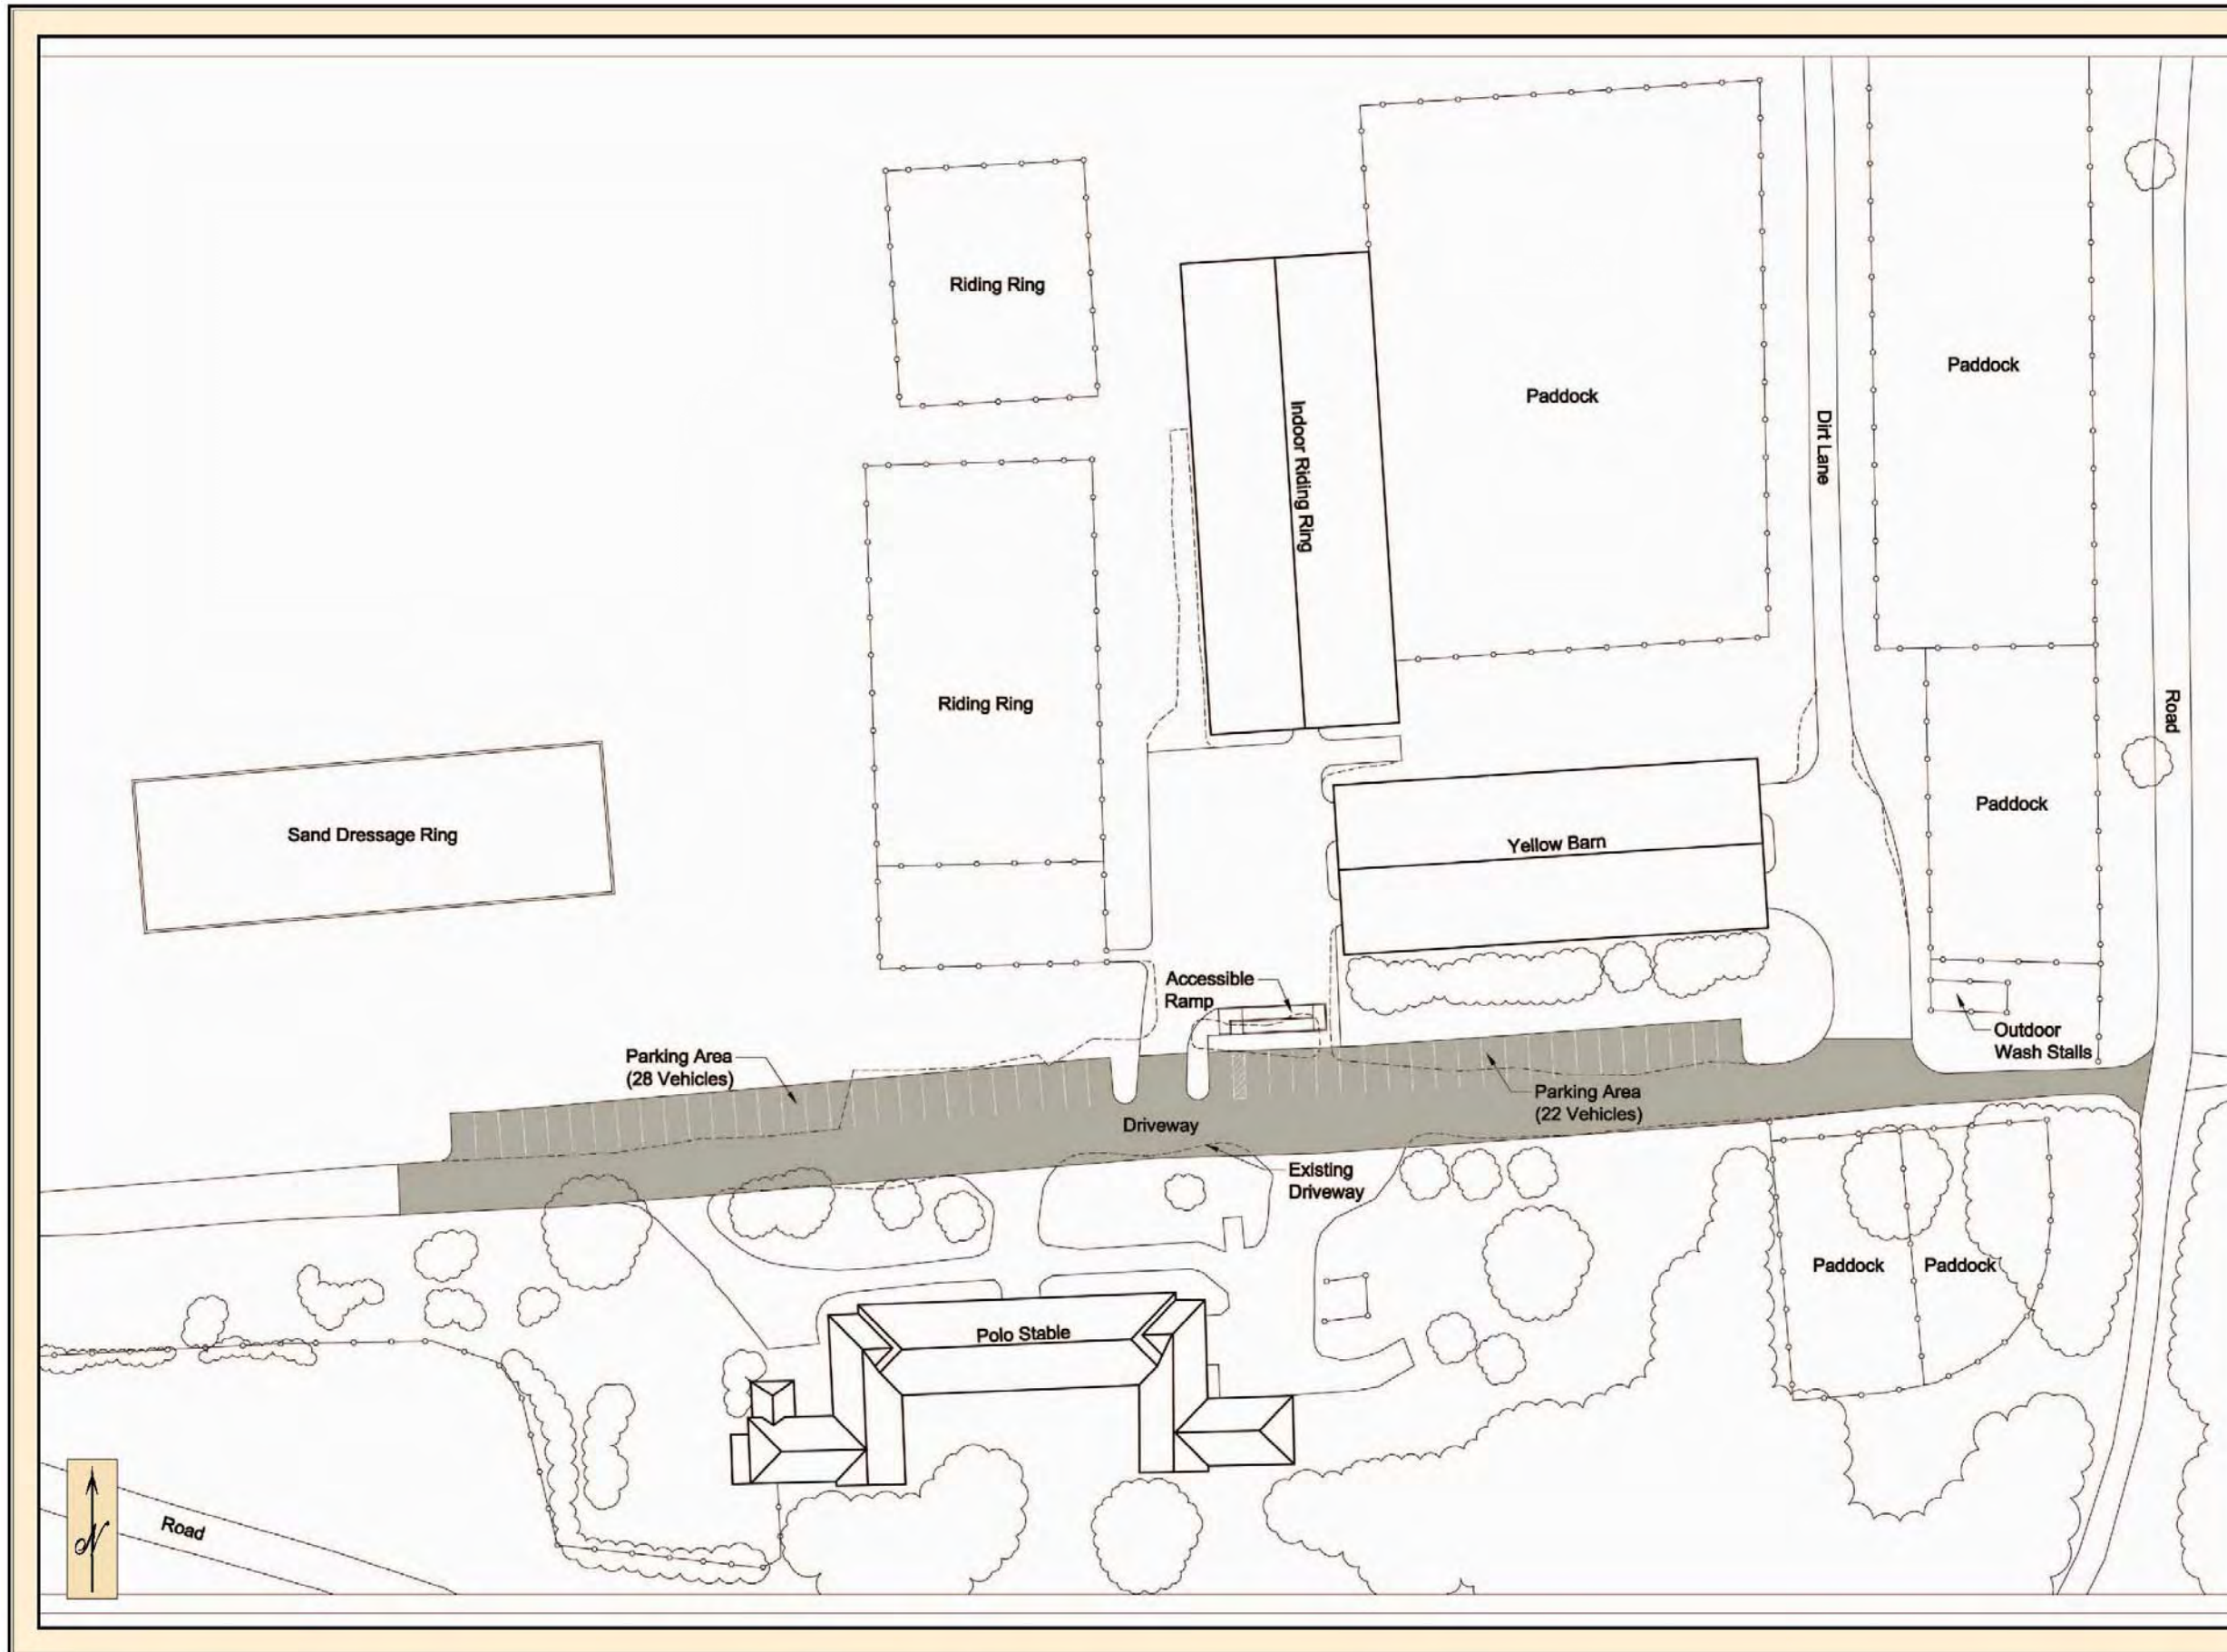 Riding Ring
Paddock
Paddock
Indoor Riding Ring
Dirt Lane
Riding Ring
Road
Paddock
Sand Dressage Ring
Yellow Barn
Accessible
Ramp
Outdoor
Wash Stalls
Parking Area
(28 Vehicles)
Parking Area
(22 Vehicles)
Driveway
Existing
Driveway
Paddock
Paddock
Polo Stable
Road
N